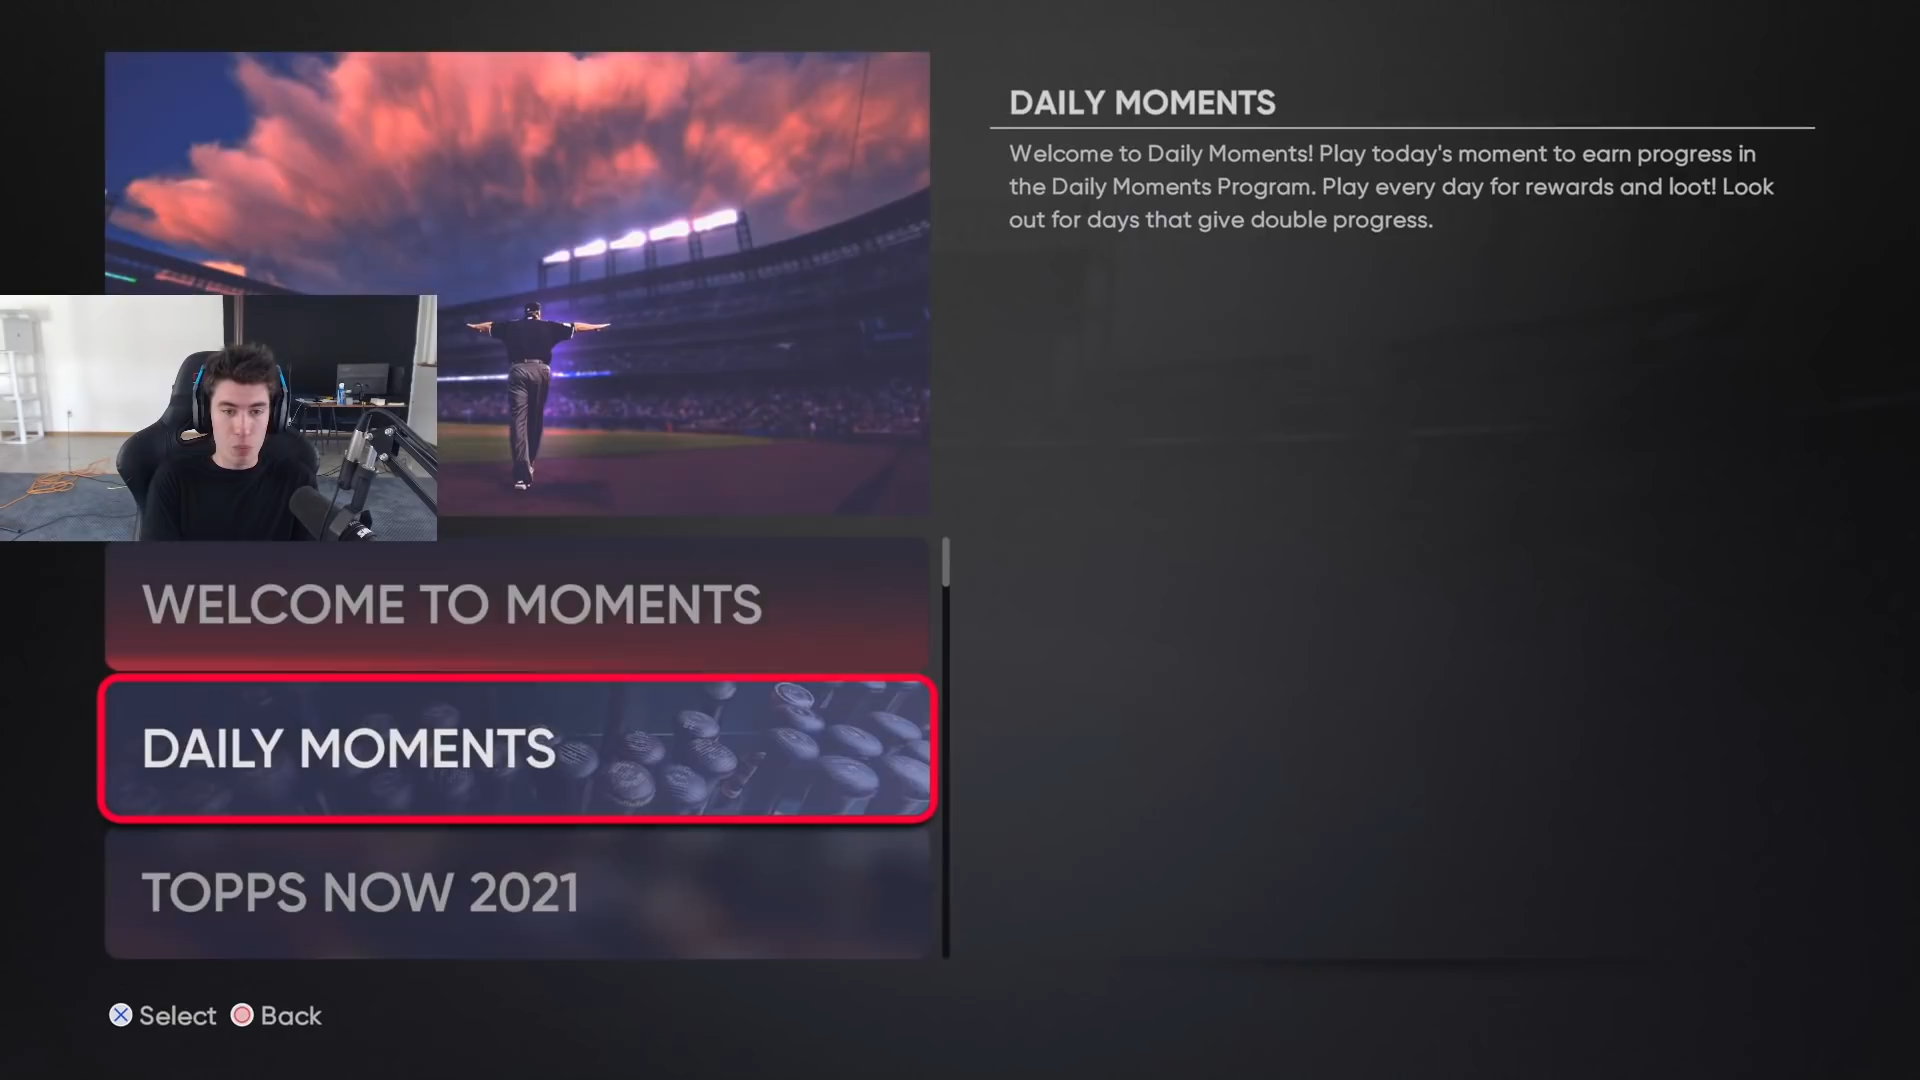 DAILY MOMENTS
Welcome to Daily Moments! Play today's moment to earn progress in
the Daily Moments Program. Play every day for rewards and loot! Look
out for days that give double progress.
WELCOME TO MOMENTS
DAILY MOMENTS
TOPPS NOW 2021
Select Back